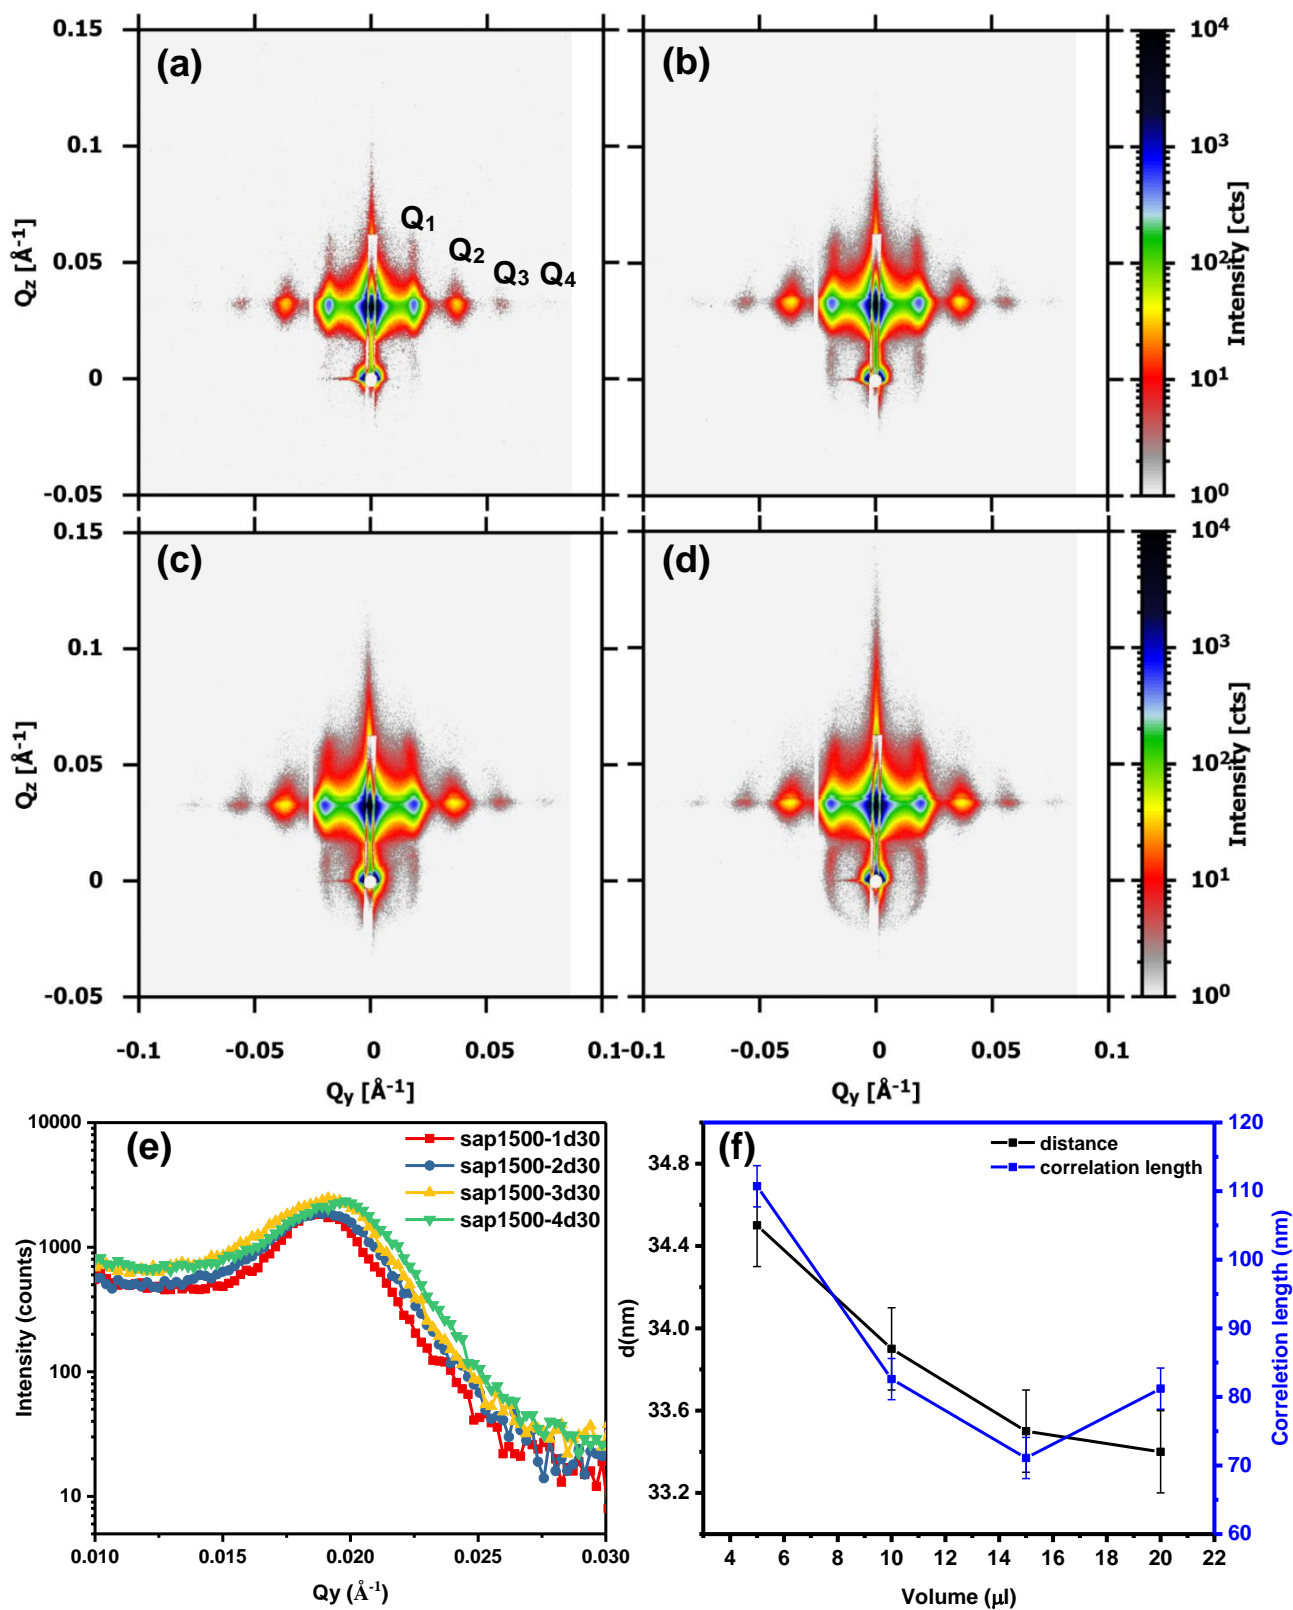 0.15
0.1
0.05
0
-0.05
Qz [Å-1]
(a)
Q1
Q2
Q3
Q4
(b)
10⁴
10³
10²
10¹
10⁰
Intensity [cts]
0.15
0.1
0.05
0
-0.05
Qz [Å-1]
(c)
(d)
10⁴
10³
10²
10¹
10⁰
Intensity [cts]
-0.1 -0.05 0 0.05 0.1
-0.1 -0.05 0 0.05 0.1
Qy [Å-1]
Qy [Å-1]
(e)
10000
1000
100
10
Intensity (counts)
sap1500-1d30
sap1500-2d30
sap1500-3d30
sap1500-4d30
0.010 0.015 0.020 0.025 0.030
Qy (Å-1)
(f)
34.8
34.4
34.0
33.6
33.2
d(nm)
distance
correlation length
120
110
100
90
80
70
60
Correletion length (nm)
4 6 8 10 12 14 16 18 20 22
Volume (μl)